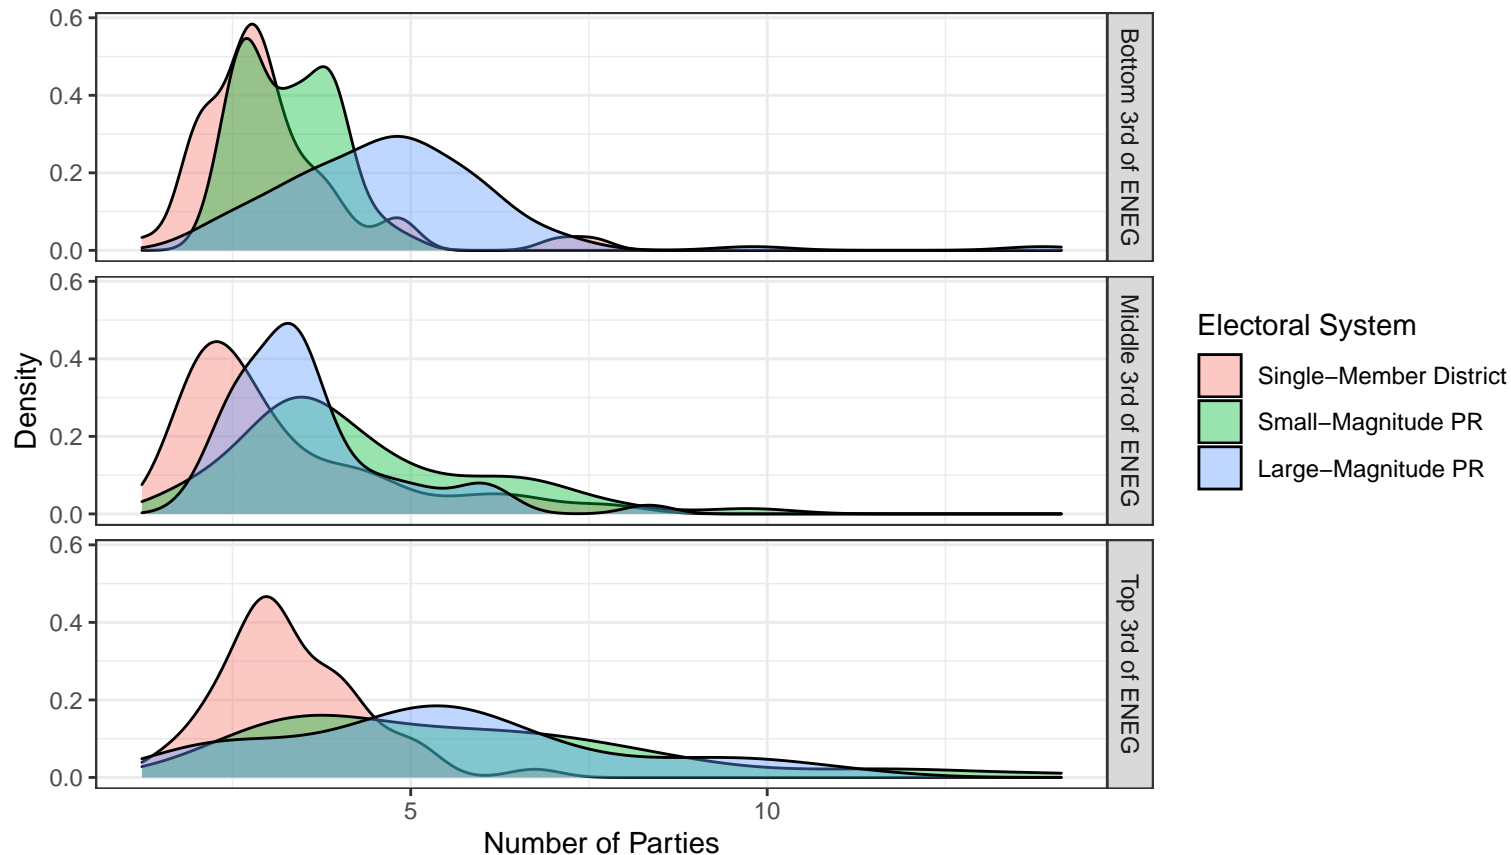 0.6
0.4
0.2
0.0
Bottom 3rd of ENEG
0.6
0.4
0.2
0.0
Middle 3rd of ENEG
0.6
0.4
0.2
0.0
Top 3rd of ENEG
5
10
Number of Parties
Density
Electoral System
Single−Member District
Small−Magnitude PR
Large−Magnitude PR